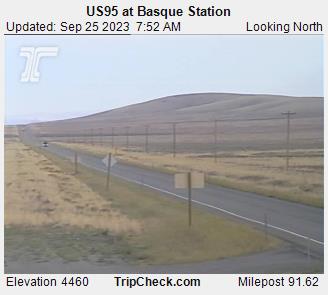 US95 at Basque Station
Updated: Sep 25 2023 7:52 AM Looking North
Elevation 4460 TripCheck.com Milepost 91.62